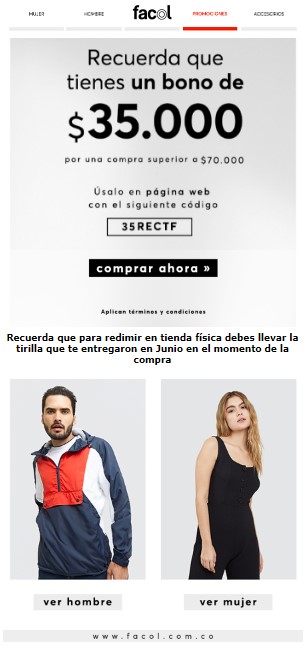 MUJER HOMBRE facol PROMOCIONES ACCESORIOS
Recuerda que
tienes un bono de
$35.000
por una compra superior a $70.000
Úsalo en página web
con el siguiente código
35RECTF
comprar ahora »
Aplican términos y condiciones
Recuerda que para redimir en tienda física debes llevar la
tirilla que te entregaron en Junio en el momento de la
compra
ver hombre ver mujer
www.facol.com.co